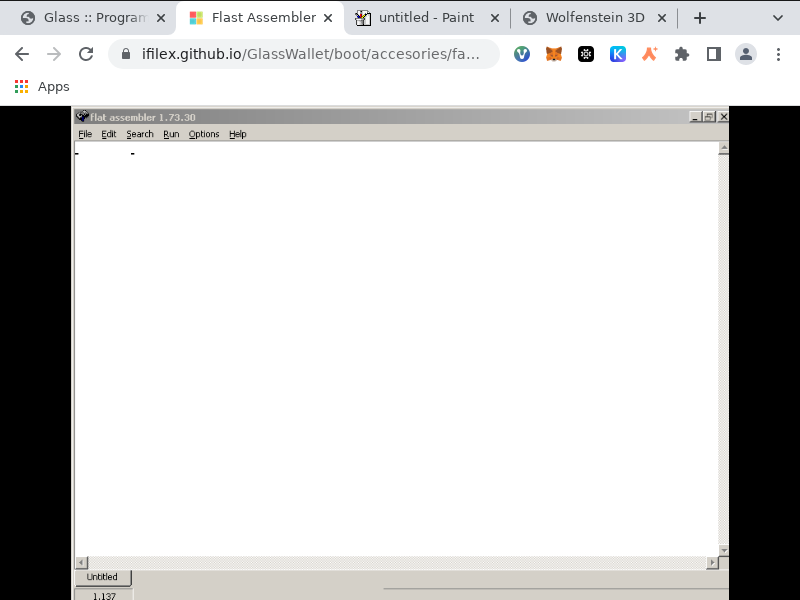 Glass :: Program
Flast Assembler
untitled - Paint
Wolfenstein 3D
ifilex.github.io/GlassWallet/boot/accesories/fa...
Apps
flat assembler 1.73.30
File Edit Search Run Options Help
- -
Untitled
1,137